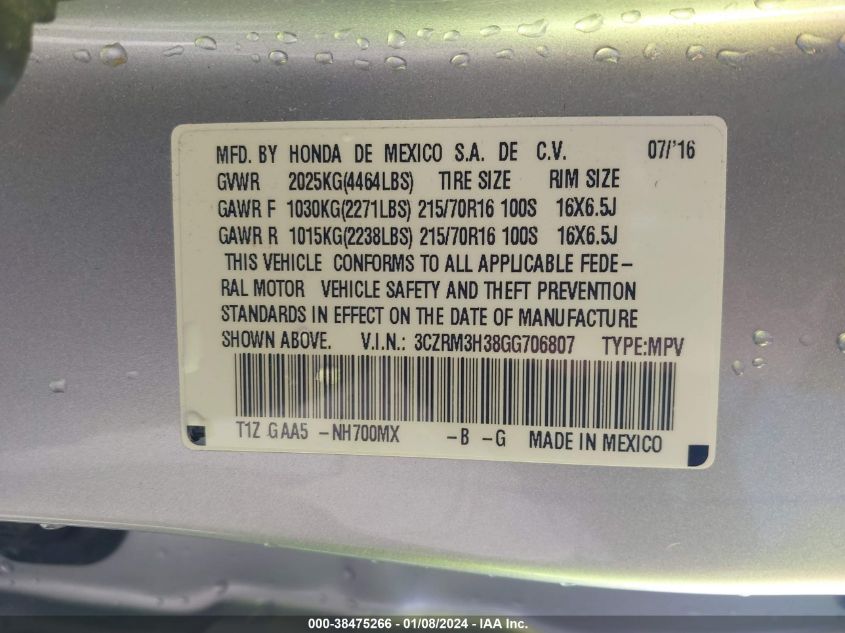 MFD. BY HONDA DE MEXICO S.A. DE C.V. 07/'16
GVWR 2025KG(4464LBS) TIRE SIZE RIM SIZE
GAWR F 1030KG(2271LBS) 215/70R16 100S 16X6.5J
GAWR R 1015KG(2238LBS) 215/70R16 100S 16X6.5J
THIS VEHICLE CONFORMS TO ALL APPLICABLE FEDE-
RAL MOTOR VEHICLE SAFETY AND THEFT PREVENTION
STANDARDS IN EFFECT ON THE DATE OF MANUFACTURE
SHOWN ABOVE. V.I.N.: 3CZRM3H38GG706807 TYPE:MPV
T1Z GAA5 -NH700MX -B -G MADE IN MEXICO
000-38475266 - 01/08/2024 - IAA Inc.